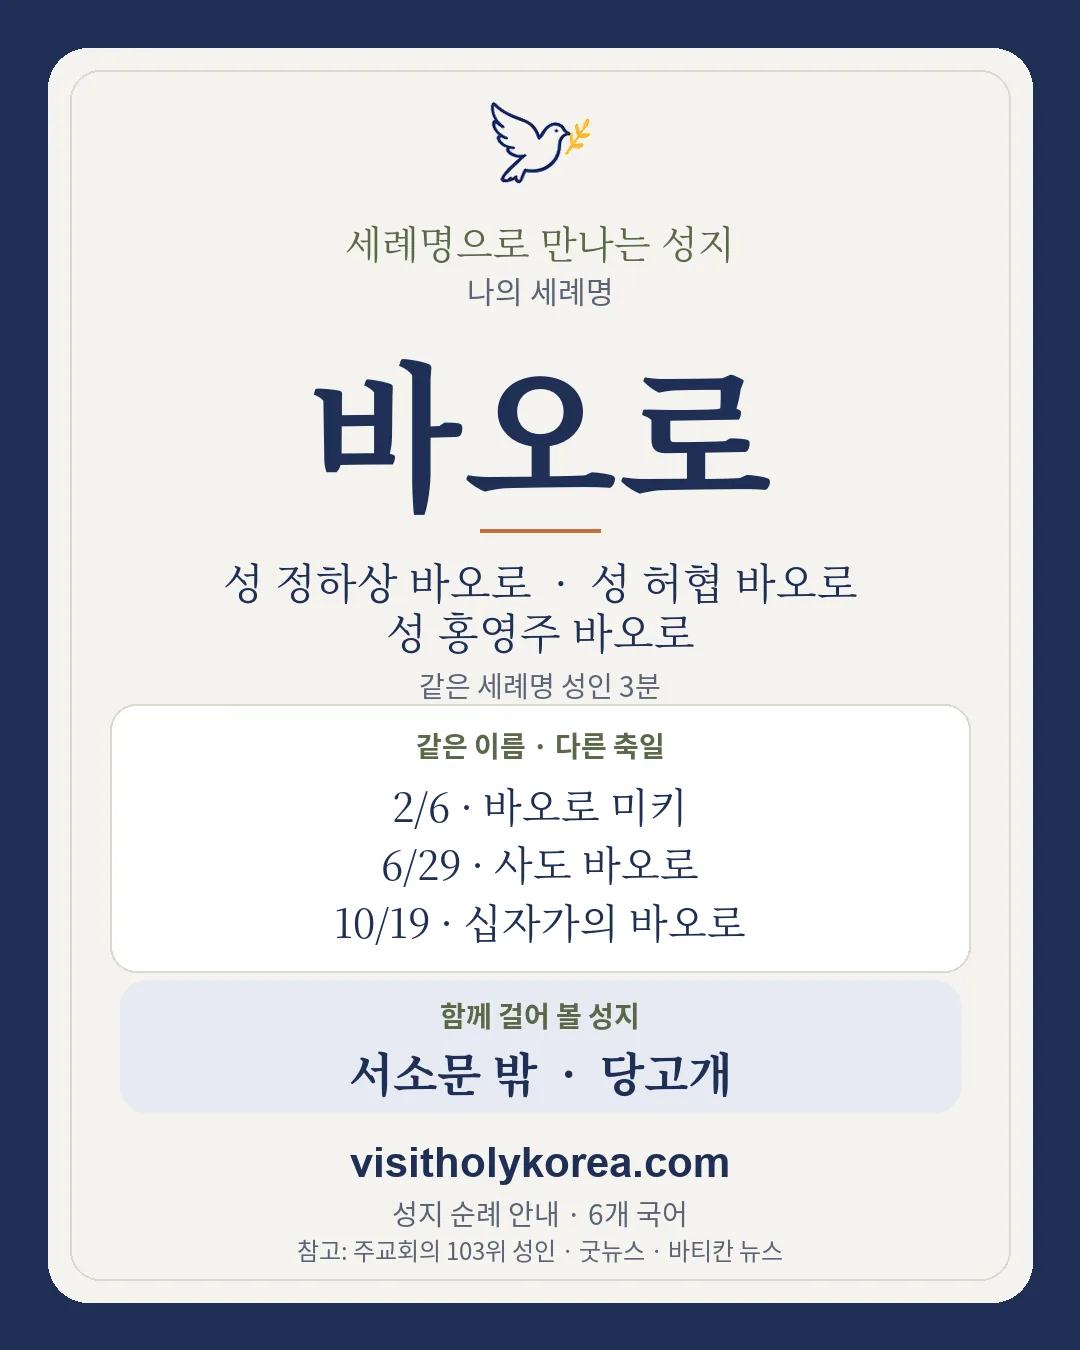 세례명으로 만나는 성지
나의 세례명
바오로
성 정하상 바오로 · 성 허협 바오로
성 홍영주 바오로
같은 세례명 성인 3분
같은 이름 · 다른 축일
2/6 · 바오로 미키
6/29 · 사도 바오로
10/19 · 십자가의 바오로
함께 걸어 볼 성지
서소문 밖 · 당고개
visitholykorea.com
성지 순례 안내 · 6개 국어
참고: 주교회의 103위 성인 · 굿뉴스 · 바티칸 뉴스